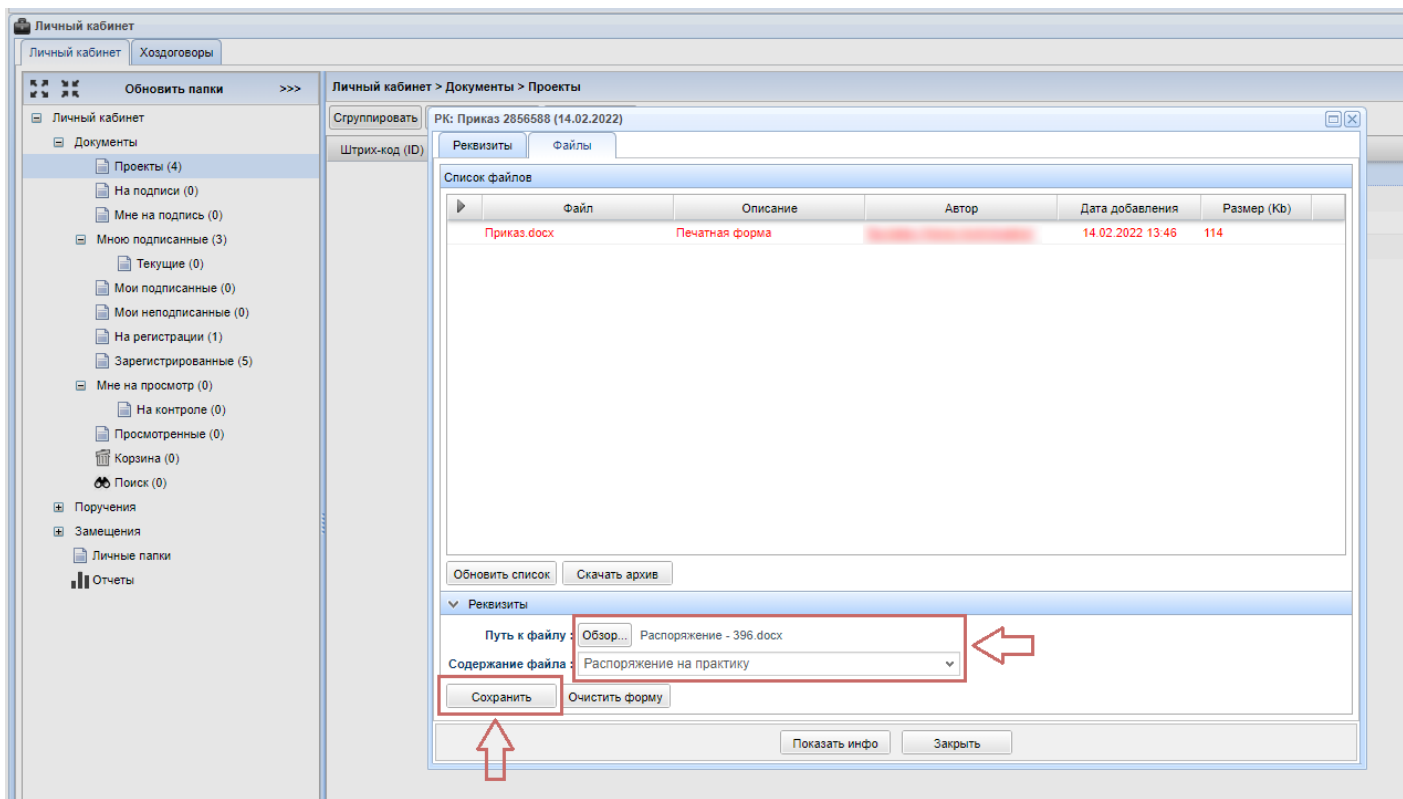 Личный кабинет
Личный кабинет Хоздоговоры
Обновить папки >>>
Личный кабинет
Документы
Проекты (4)
На подписи (0)
Мне на подпись (0)
Мною подписанные (3)
Текущие (0)
Мои подписанные (0)
Мои неподписанные (0)
На регистрации (1)
Зарегистрированные (5)
Мне на просмотр (0)
На контроле (0)
Просмотренные (0)
Корзина (0)
Поиск (0)
Поручения
Замещения
Личные папки
Отчеты
Личный кабинет > Документы > Проекты
Сгруппировать
Штрих-код (ID)
РК: Приказ 2856588 (14.02.2022)
Реквизиты Файлы
Список файлов
Файл Описание Автор Дата добавления Размер (Kb)
Приказ.docx Печатная форма 14.02.2022 13:46 114
Обновить список Скачать архив
Реквизиты
Путь к файлу : Обзор... Распоряжение - 396.docx
Содержание файла : Распоряжение на практику
Сохранить Очистить форму
Показать инфо Закрыть